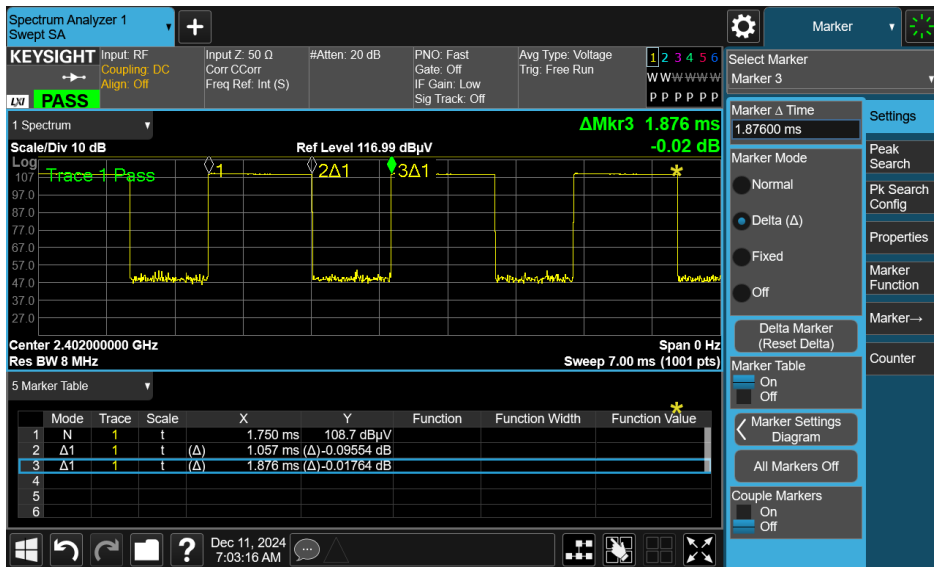 Spectrum Analyzer 1
Swept SA
Marker
KEYSIGHT
Input: RF
Coupling: DC
Align: Off
Input Z: 50 Ω
Corr CCorr
Freq Ref: Int (S)
#Atten: 20 dB
PNO: Fast
Gate: Off
IF Gain: Low
Sig Track: Off
Avg Type: Voltage
Trig: Free Run
1 2 3 4 5 6
W W W W W W
P P P P P P
LXI PASS
Select Marker
Marker 3
1 Spectrum
ΔMkr3 1.876 ms
-0.02 dB
Scale/Div 10 dB
Ref Level 116.99 dBµV
Log
Trace 1 Pass
1
2Δ1
3Δ1
107
97.0
87.0
77.0
67.0
57.0
47.0
37.0
27.0
Center 2.402000000 GHz
Span 0 Hz
Res BW 8 MHz
Sweep 7.00 ms (1001 pts)
5 Marker Table
Mode Trace Scale X Y Function Function Width Function Value
1 N 1 t 1.750 ms 108.7 dBµV
2 Δ1 1 t (Δ) 1.057 ms (Δ) -0.09554 dB
3 Δ1 1 t (Δ) 1.876 ms (Δ) -0.01764 dB
4
5
6
Marker Δ Time
1.87600 ms
Marker Mode
Normal
Delta (Δ)
Fixed
Off
Delta Marker
(Reset Delta)
Marker Table
On
Off
Marker Settings
Diagram
All Markers Off
Couple Markers
On
Off
Settings
Peak
Search
Pk Search
Config
Properties
Marker
Function
Marker→
Counter
Dec 11, 2024
7:03:16 AM